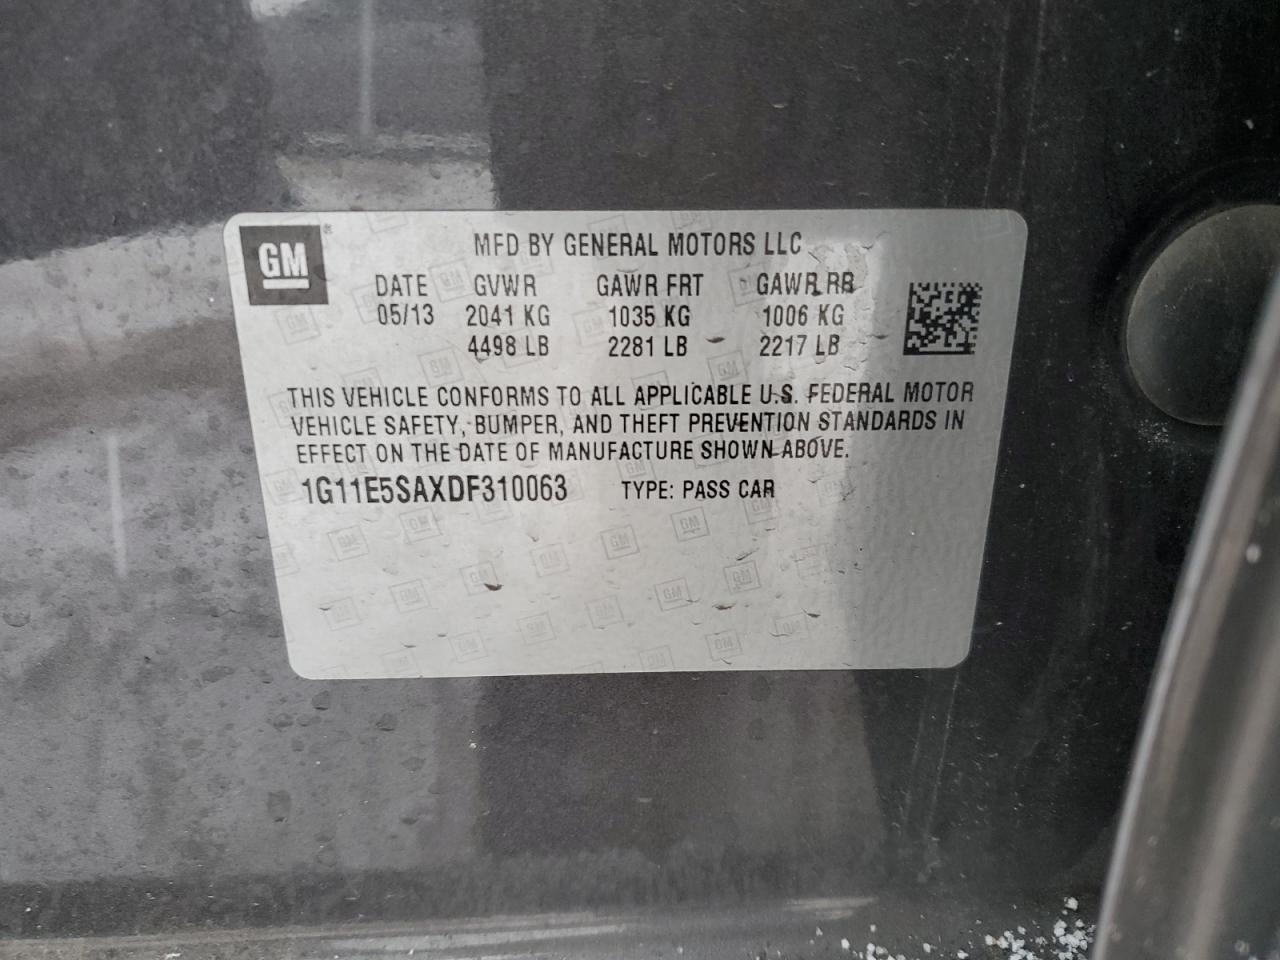 GM ®
MFD BY GENERAL MOTORS LLC
DATE GVWR GAWR FRT GAWR RR
05/13 2041 KG 1035 KG 1006 KG
4498 LB 2281 LB 2217 LB
THIS VEHICLE CONFORMS TO ALL APPLICABLE U.S. FEDERAL MOTOR
VEHICLE SAFETY, BUMPER, AND THEFT PREVENTION STANDARDS IN
EFFECT ON THE DATE OF MANUFACTURE SHOWN ABOVE.
1G11E5SAXDF310063 TYPE: PASS CAR